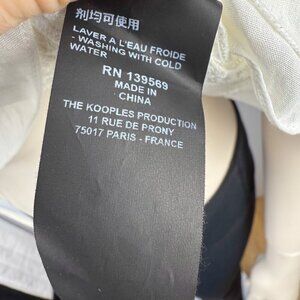 剂均可使用
LAVER A L'EAU FROIDE
- WASHING WITH COLD
WATER
RN 139569
MADE IN
CHINA
THE KOOPLES PRODUCTION
11 RUE DE PRONY
75017 PARIS - FRANCE